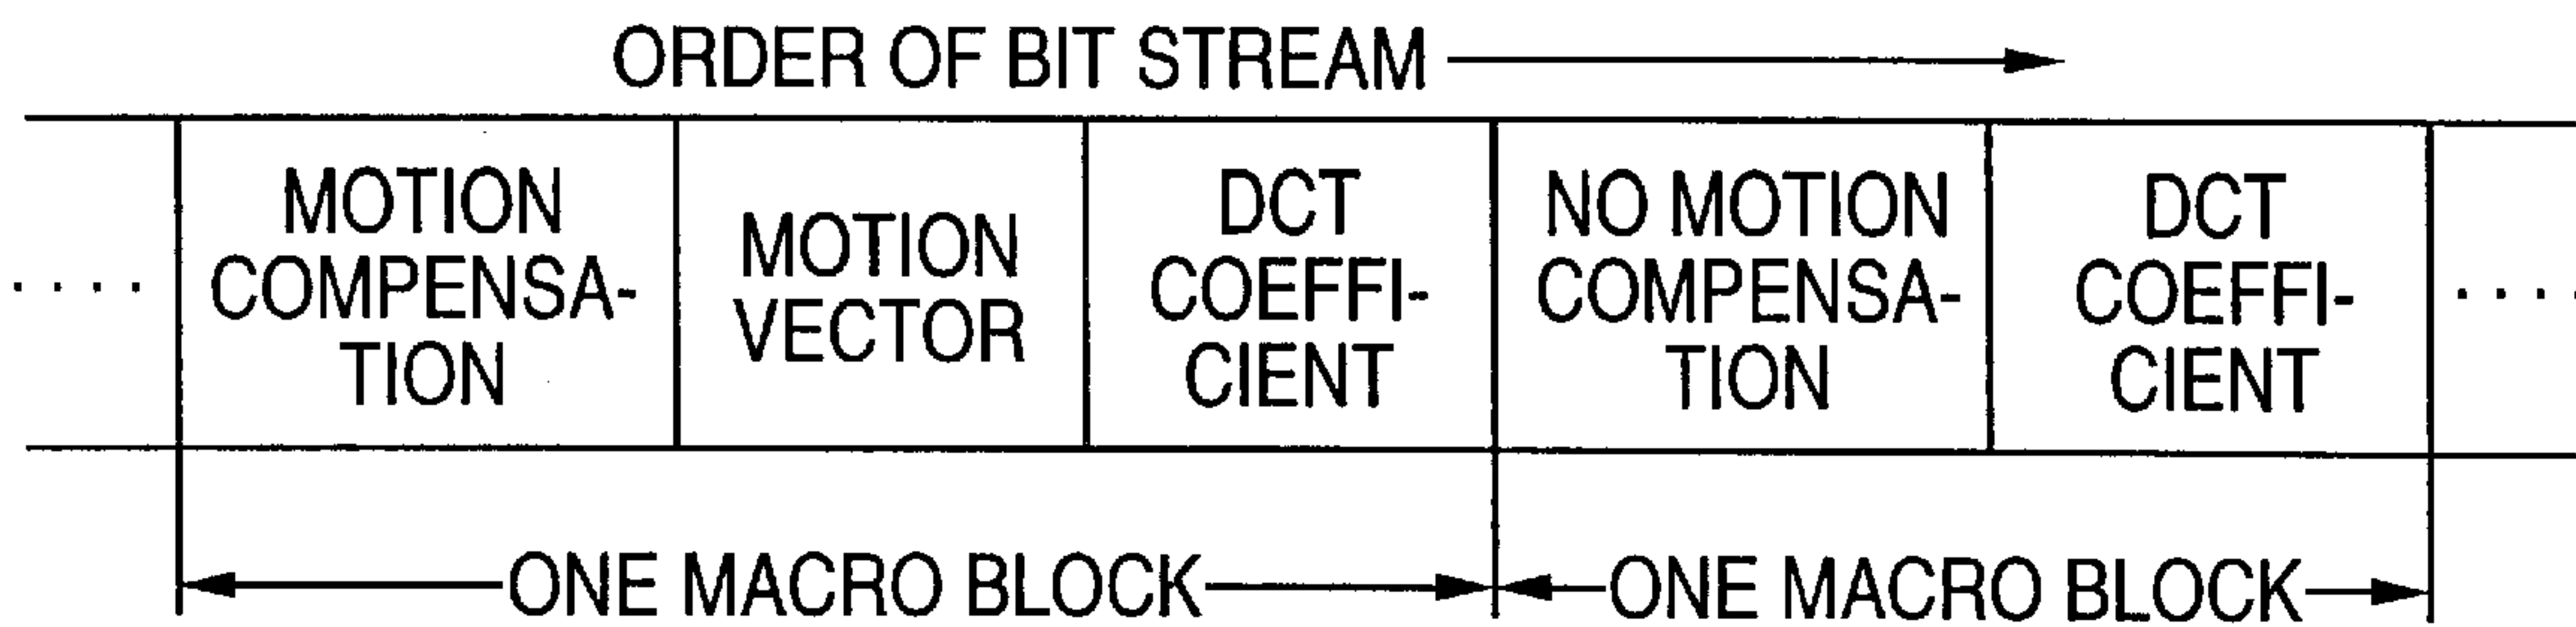 ORDER OF BIT STREAM
MOTION
COMPENSA-
TION
MOTION
VECTOR
DCT
COEFFI-
CIENT
NO MOTION
COMPENSA-
TION
DCT
COEFFI-
CIENT
ONE MACRO BLOCK
ONE MACRO BLOCK